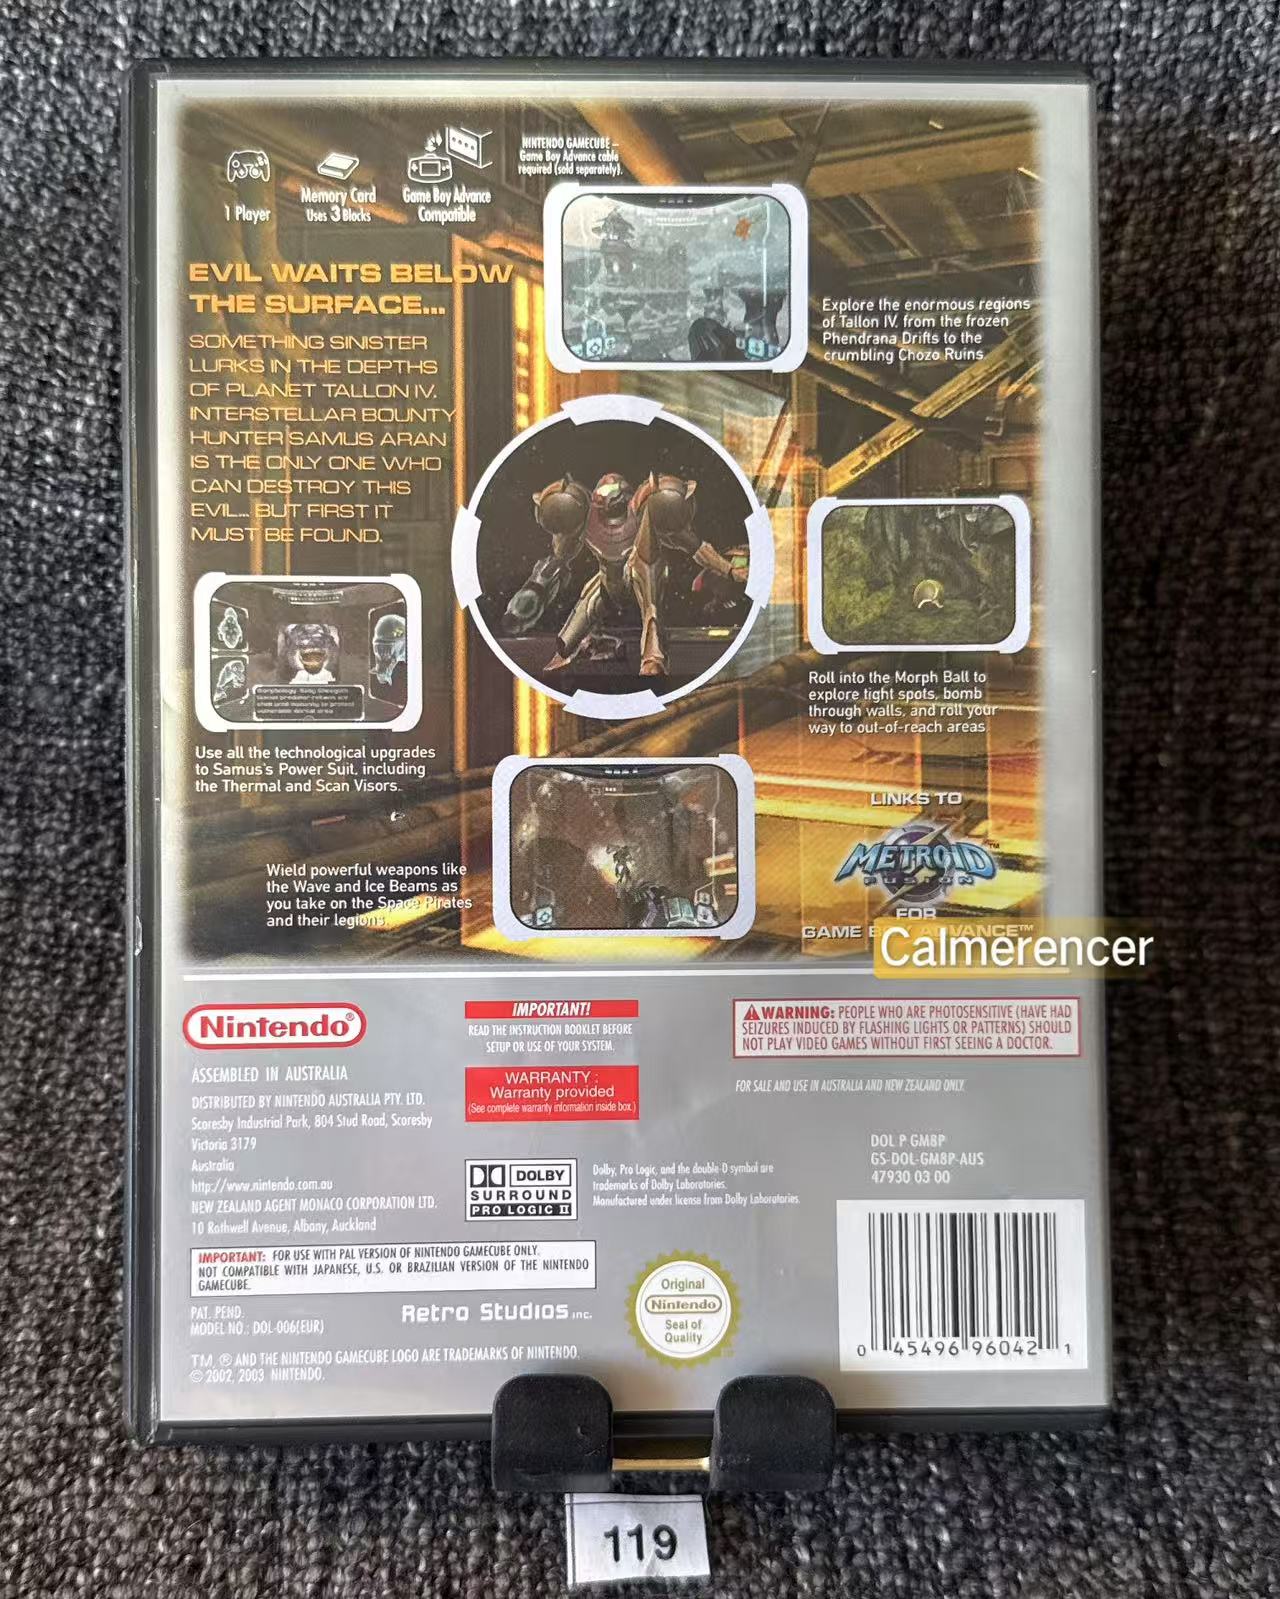 1 Player
Memory Card
Uses 3 Blocks
Game Boy Advance
Compatible
NINTENDO GAMECUBE –
Game Boy Advance cable
required (sold separately).
EVIL WAITS BELOW
THE SURFACE...
SOMETHING SINISTER
LURKS IN THE DEPTHS
OF PLANET TALLON IV.
INTERSTELLAR BOUNTY
HUNTER SAMUS ARAN
IS THE ONLY ONE WHO
CAN DESTROY THIS
EVIL... BUT FIRST IT
MUST BE FOUND.
Explore the enormous regions
of Tallon IV, from the frozen
Phendrana Drifts to the
crumbling Chozo Ruins.
Roll into the Morph Ball to
explore tight spots, bomb
through walls, and roll your
way to out-of-reach areas
Use all the technological upgrades
to Samus's Power Suit, including
the Thermal and Scan Visors.
Wield powerful weapons like
the Wave and Ice Beams as
you take on the Space Pirates
and their legions.
LINKS TO
METROID™
FUSION
FOR
GAME BOY ADVANCE™
Calmerencer
Nintendo®
ASSEMBLED IN AUSTRALIA
DISTRIBUTED BY NINTENDO AUSTRALIA PTY. LTD.
Scoresby Industrial Park, 804 Stud Road, Scoresby
Victoria 3179
Australia
http://www.nintendo.com.au
NEW ZEALAND AGENT MONACO CORPORATION LTD.
10 Rothwell Avenue, Albany, Auckland
IMPORTANT!
READ THE INSTRUCTION BOOKLET BEFORE
SETUP OR USE OF YOUR SYSTEM.
WARRANTY :
Warranty provided
(See complete warranty information inside box.)
WARNING: PEOPLE WHO ARE PHOTOSENSITIVE (HAVE HAD
SEIZURES INDUCED BY FLASHING LIGHTS OR PATTERNS) SHOULD
NOT PLAY VIDEO GAMES WITHOUT FIRST SEEING A DOCTOR.
FOR SALE AND USE IN AUSTRALIA AND NEW ZEALAND ONLY.
DOL P GM8P
GS-DOL-GM8P-AUS
47930 03 00
DOLBY
SURROUND
PRO LOGIC II
Dolby, Pro Logic, and the double-D symbol are
trademarks of Dolby Laboratories.
Manufactured under license from Dolby Laboratories.
IMPORTANT: FOR USE WITH PAL VERSION OF NINTENDO GAMECUBE ONLY.
NOT COMPATIBLE WITH JAPANESE, U.S. OR BRAZILIAN VERSION OF THE NINTENDO
GAMECUBE.
PAT. PEND.
MODEL NO.: DOL-006(EUR)
Retro Studios inc.
TM, ® AND THE NINTENDO GAMECUBE LOGO ARE TRADEMARKS OF NINTENDO.
© 2002, 2003 NINTENDO.
Original
Nintendo
Seal of
Quality
0 45496 96042 1
119